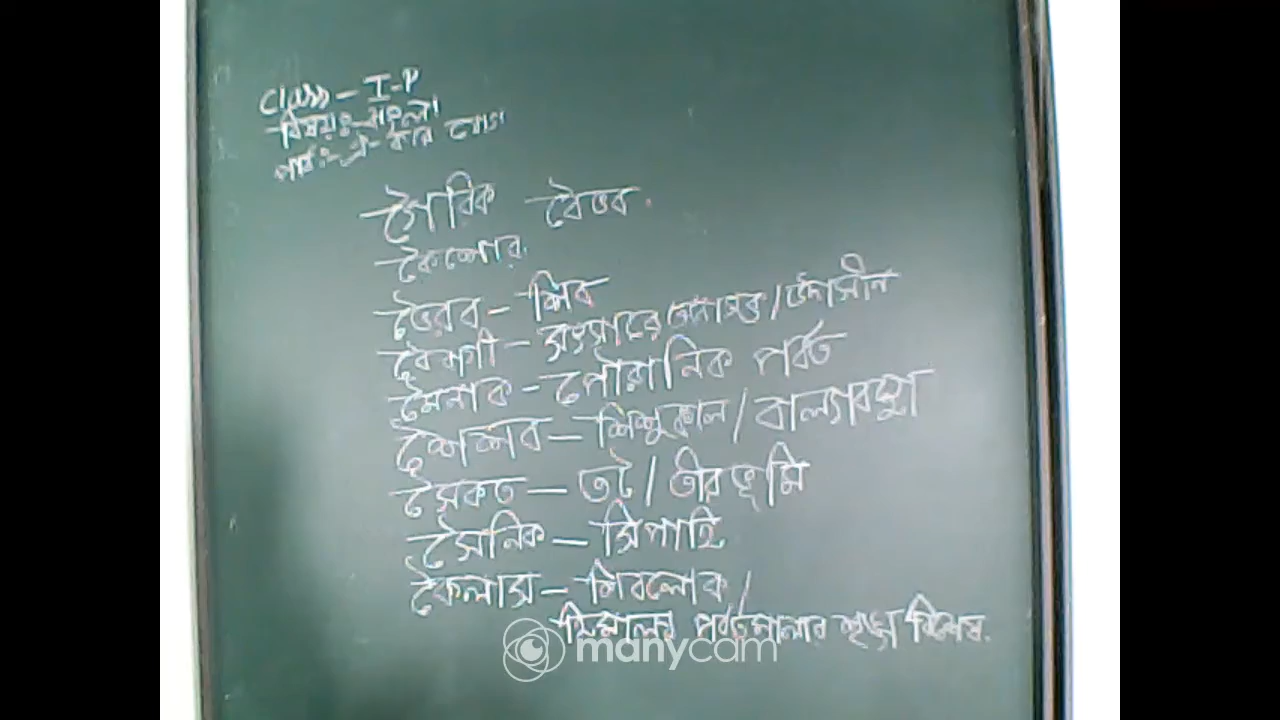 Class - I-P
বিষয়ঃ- বাংলা
পাঠঃ- ঐ-কার যোগ
গৈরিক বৈভব
কৈশোর
ভৈরব - শিব
বৈরাগী - সংসারে অনাসক্ত / উদাসীন
মৈনাক - পৌরানিক পর্বত
শৈশব - শিশুকাল / বাল্যাবস্থা
সৈকত - তট / তীরভূমি
সৈনিক - সিপাহি
কৈলাস - শিবলোক /
হিমালয় পর্বতমালার শৃঙ্গ বিশেষ.
manycam